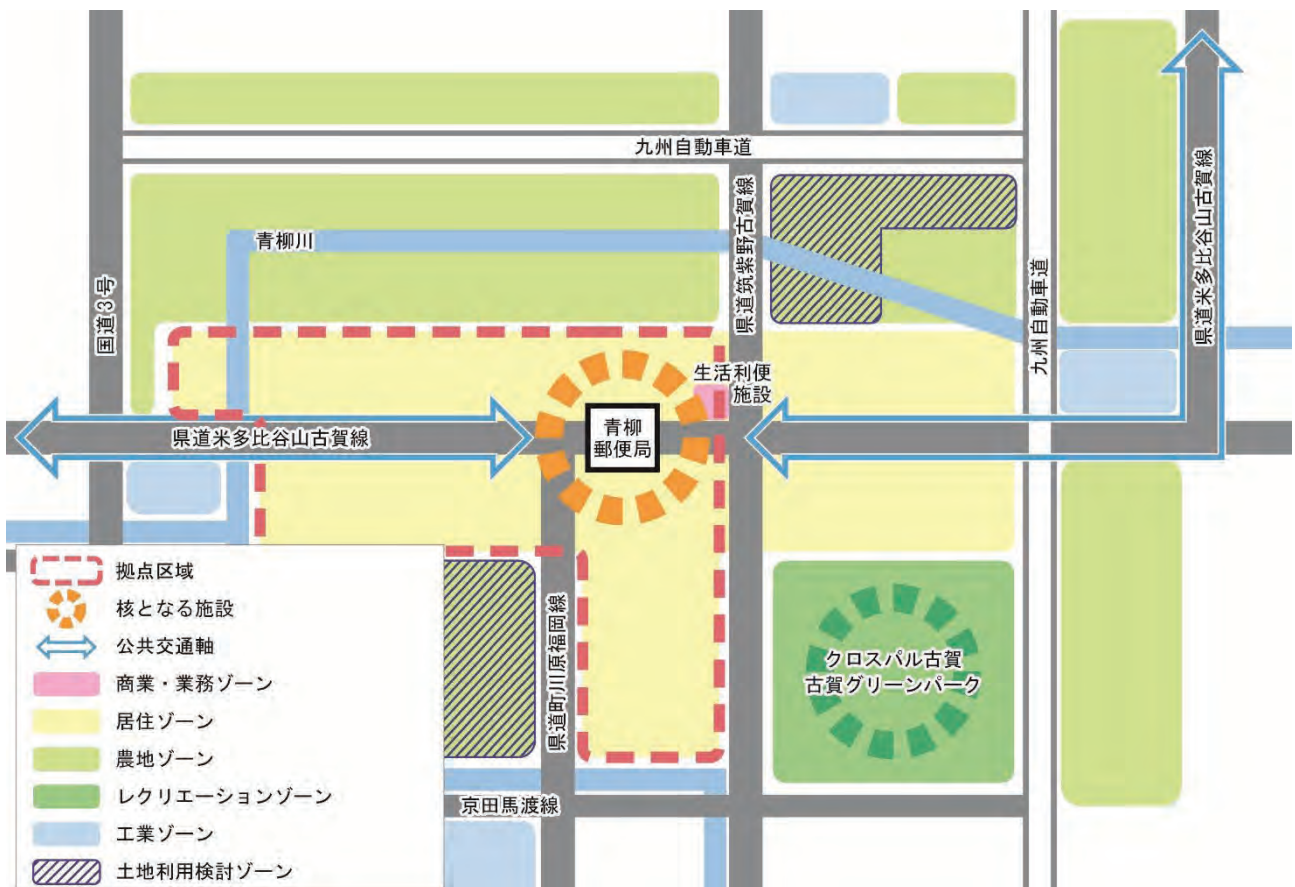 九州自動車道
県道米多比谷山古賀線
県道筑紫野古賀線
青柳川
国道3号
九州自動車道
生活利便
施設
県道米多比谷山古賀線
青柳
郵便局
拠点区域
核となる施設
公共交通軸
商業・業務ゾーン
居住ゾーン
農地ゾーン
レクリエーションゾーン
工業ゾーン
土地利用検討ゾーン
県道町川原福岡線
クロスパル古賀
古賀グリーンパーク
京田馬渡線